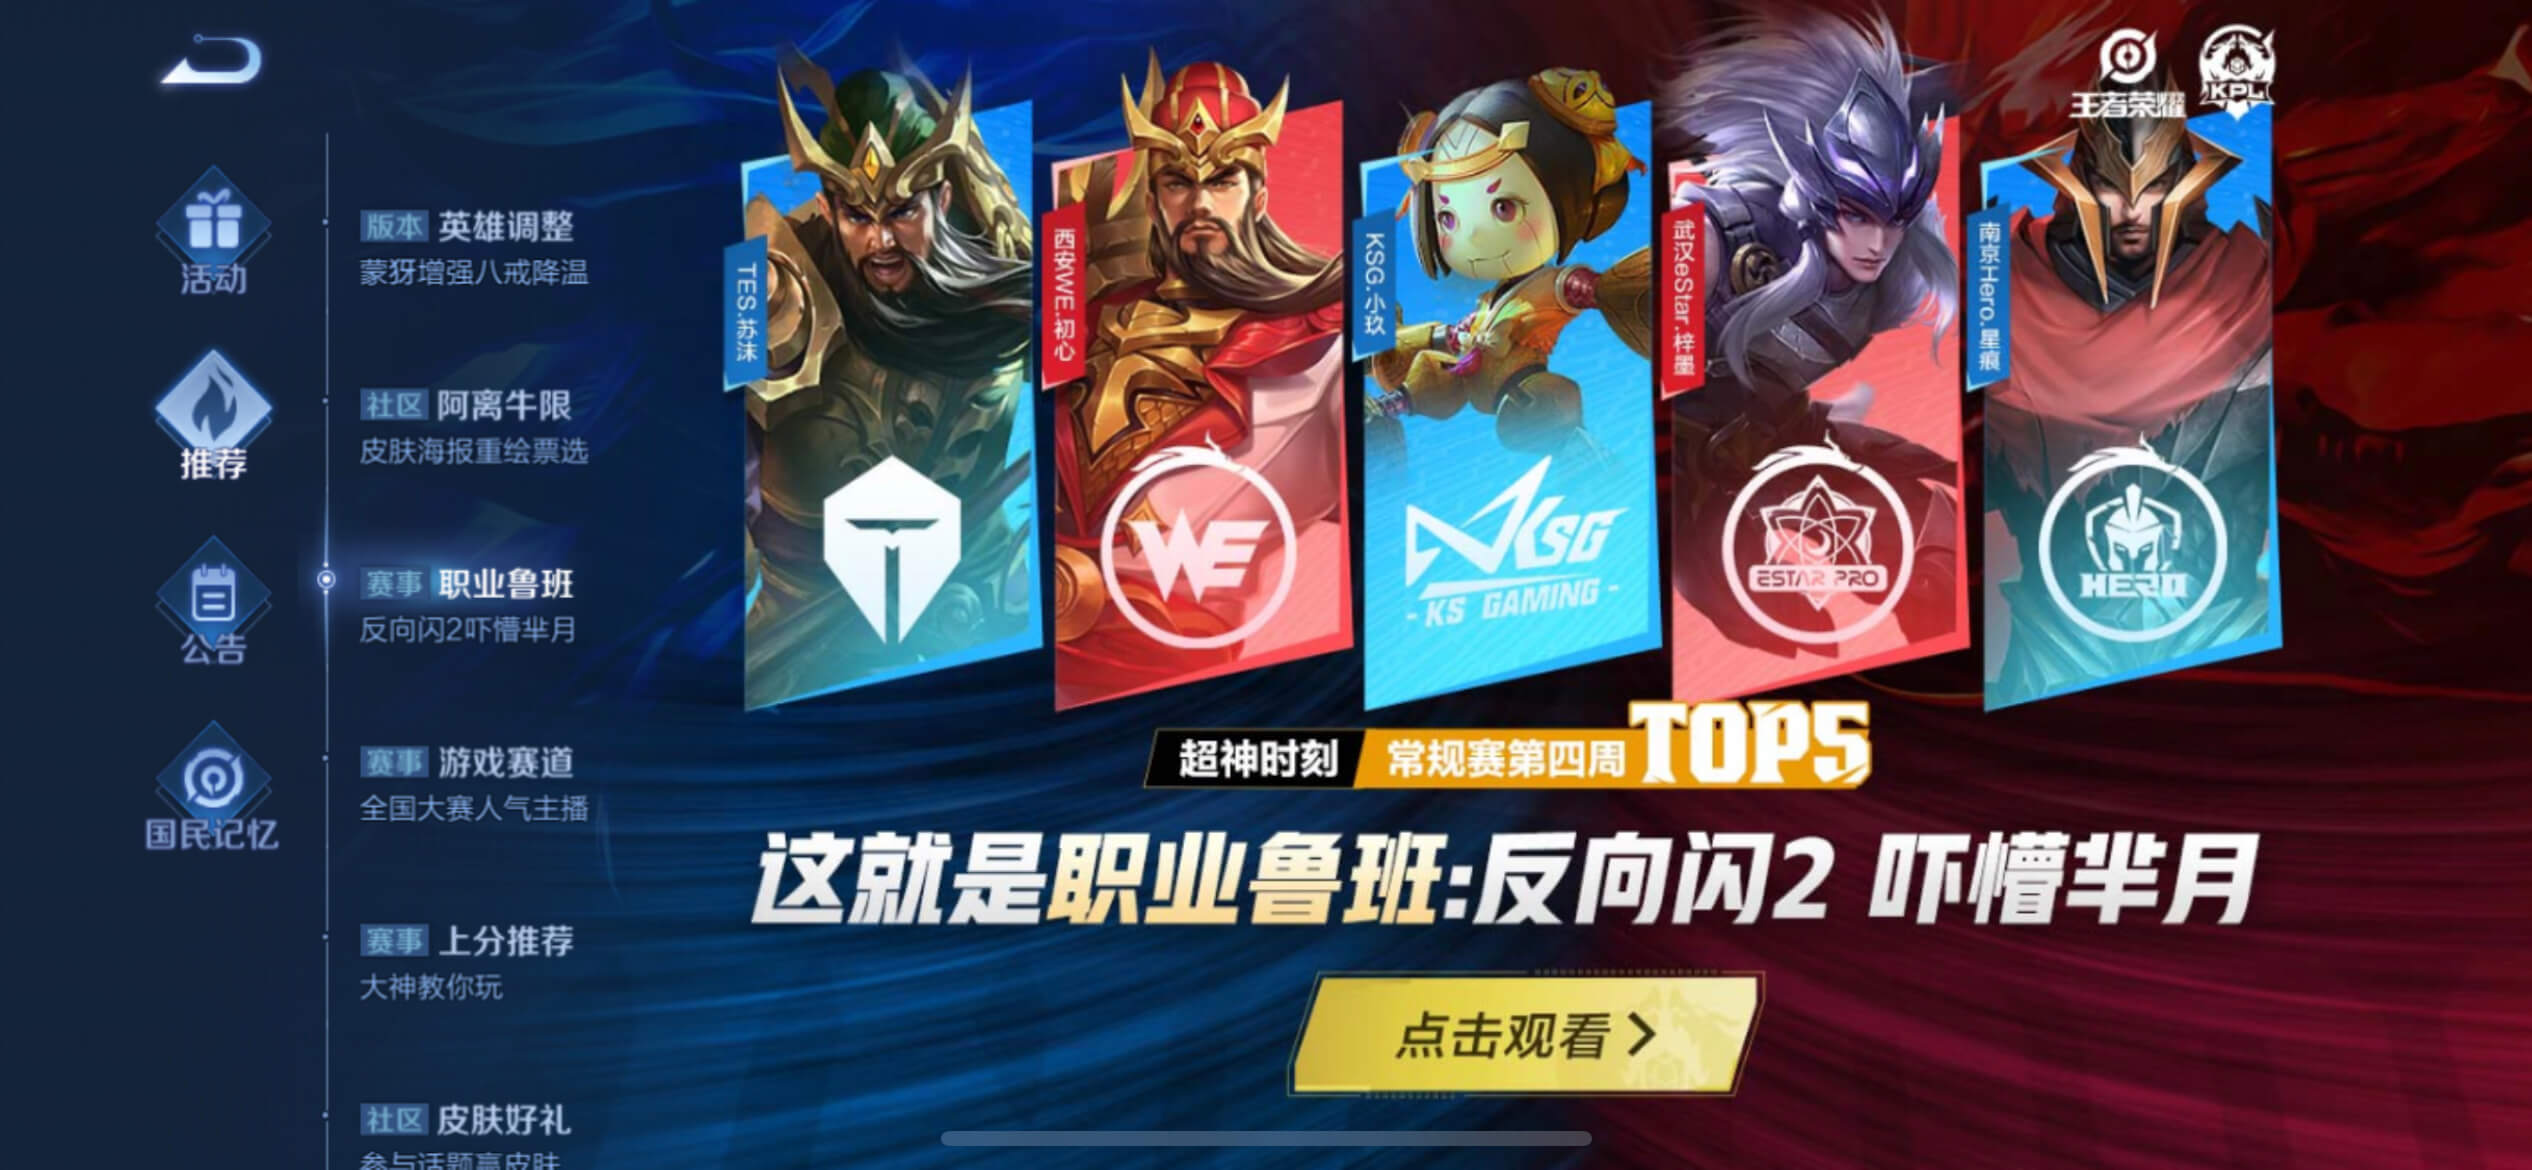 活动
推荐
公告
国民记忆
版本 英雄调整
蒙犽增强八戒降温
社区 阿离牛限
皮肤海报重绘票选
赛事 职业鲁班
反向闪2吓懵芈月
赛事 游戏赛道
全国大赛人气主播
赛事 上分推荐
大神教你玩
社区 皮肤好礼
参与话题赢皮肤
王者荣耀
KPL
TES.苏沫
西安WE.初心
KSG.小玖
武汉eStar.梓墨
南京Hero.星痕
WE
KSG
- KS GAMING -
ESTAR PRO
HERO
超神时刻 常规赛第四周 TOP5
这就是职业鲁班:反向闪2 吓懵芈月
点击观看 >